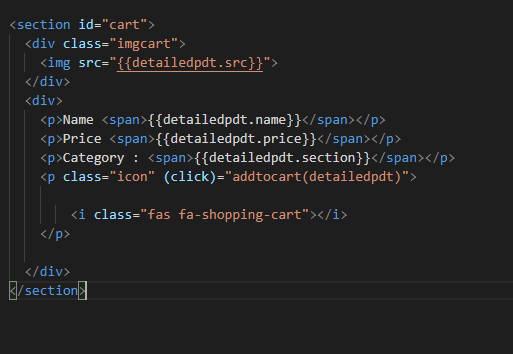 <section id="cart">
<div class="imgcart">
<img src="{{detailedpdt.src}}">
</div>
<div>
<p>Name <span>{{detailedpdt.name}}</span></p>
<p>Price <span>{{detailedpdt.price}}</span></p>
<p>Category : <span>{{detailedpdt.section}}</span></p>
<p class="icon" (click)="addtocart(detailedpdt)">
<i class="fas fa-shopping-cart"></i>
</p>
</div>
</section>